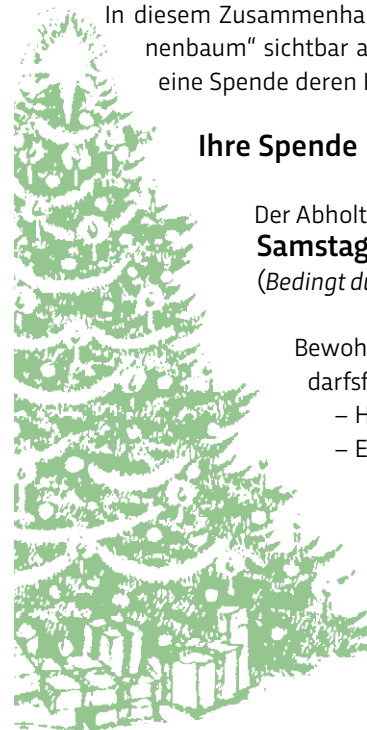 In diesem Zusammenha
nenbaum“ sichtbar a
eine Spende deren
Ihre Spende
Der Abholt
Samstag
(Bedingt du
Bewoh
darfsf
– H
– E